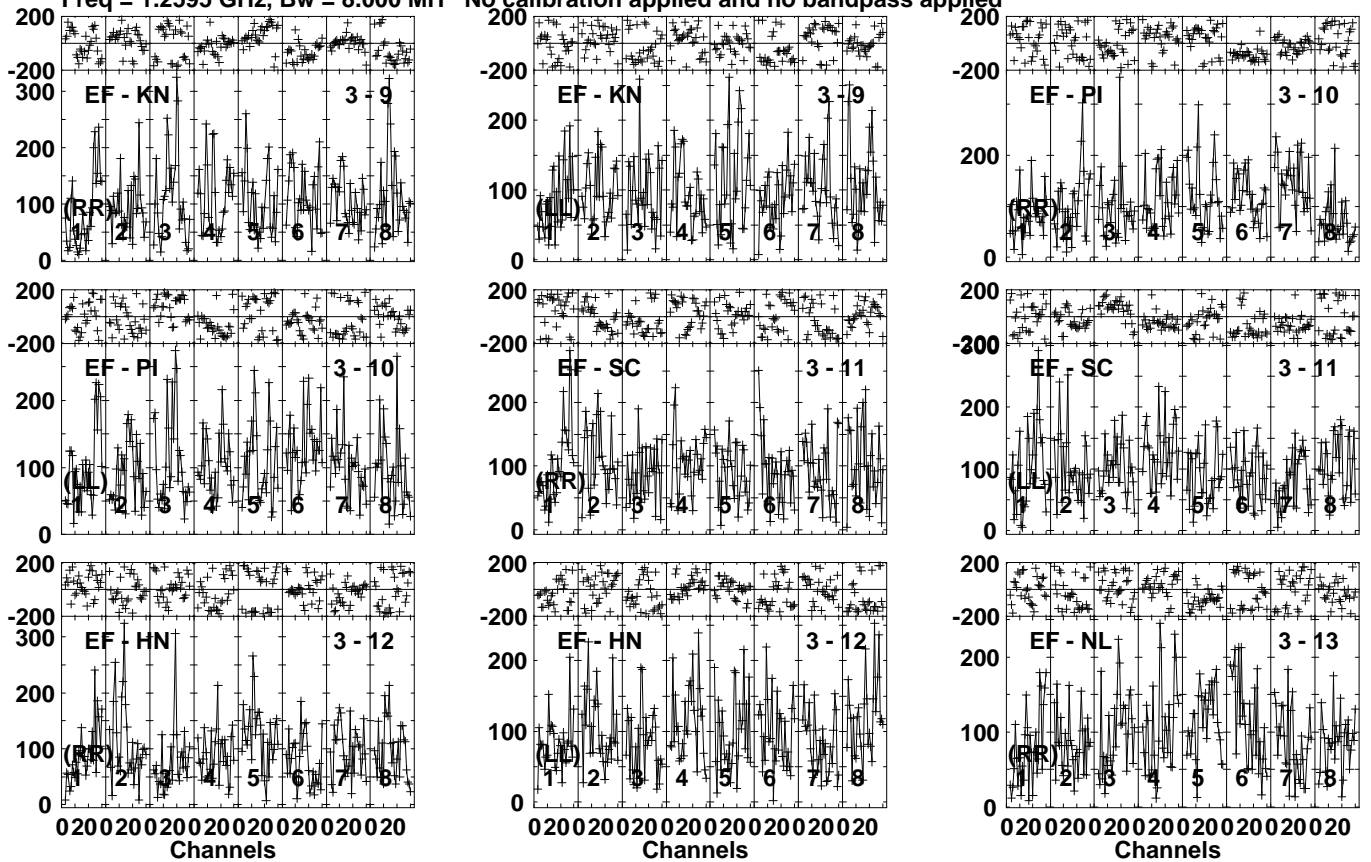 Freq = 1.2595 GHz, Bw = 8.000 MH No calibration applied and no bandpass applied
200 200 200
-200 -200 -200
EF - KN 3 - 9 EF - KN 3 - 9 EF - PI 3 - 10
300 300
200 200 200
100 100
(RR) (LL) (RR)
1 2 3 4 5 6 7 8 1 2 3 4 5 6 7 8 1 2 3 4 5 6 7 8
0 0 0
200 200 200
-200 -200 -200
300
EF - PI 3 - 10 EF - SC 3 - 11 EF - SC 3 - 11
200 200 200
100 100 100
(LL) (RR) (LL)
1 2 3 4 5 6 7 8 1 2 3 4 5 6 7 8 1 2 3 4 5 6 7 8
0 0 0
200 200 200
-200 -200 -200
300
EF - HN 3 - 12 EF - HN 3 - 12 EF - NL 3 - 13
200 200 200
100 100 100
(RR) (LL) (RR)
1 2 3 4 5 6 7 8 1 2 3 4 5 6 7 8 1 2 3 4 5 6 7 8
0 0 0
0 20 0 20 0 20 0 20 0 20 0 20 0 20 0 20 0 20 0 20 0 20 0 20 0 20 0 20 0 20 0 20 0 20 0 20 0 20 0 20 0 20 0 20 0 20 0 20
Channels Channels Channels